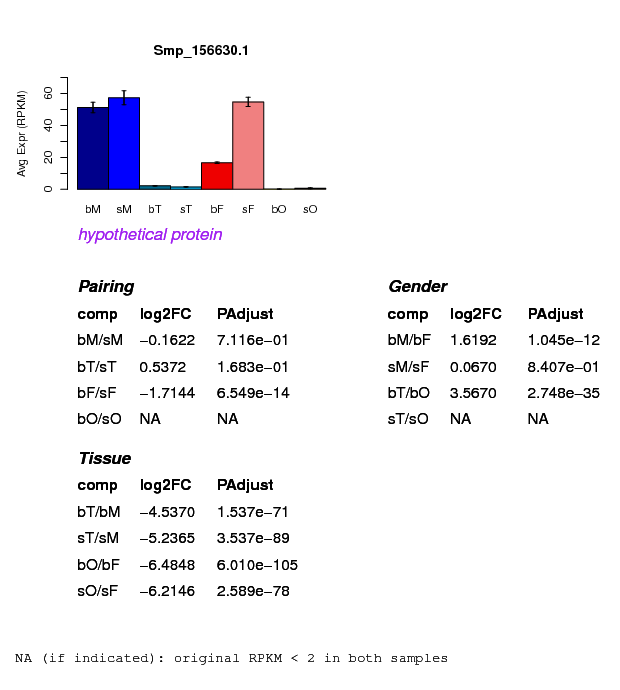 Smp_156630.1
Avg Expr (RPKM)
0 20 40 60
bM sM bT sT bF sF bO sO
hypothetical protein
Pairing
comp log2FC PAdjust
bM/sM −0.1622 7.116e−01
bT/sT 0.5372 1.683e−01
bF/sF −1.7144 6.549e−14
bO/sO NA NA
Gender
comp log2FC PAdjust
bM/bF 1.6192 1.045e−12
sM/sF 0.0670 8.407e−01
bT/bO 3.5670 2.748e−35
sT/sO NA NA
Tissue
comp log2FC PAdjust
bT/bM −4.5370 1.537e−71
sT/sM −5.2365 3.537e−89
bO/bF −6.4848 6.010e−105
sO/sF −6.2146 2.589e−78
NA (if indicated): original RPKM < 2 in both samples